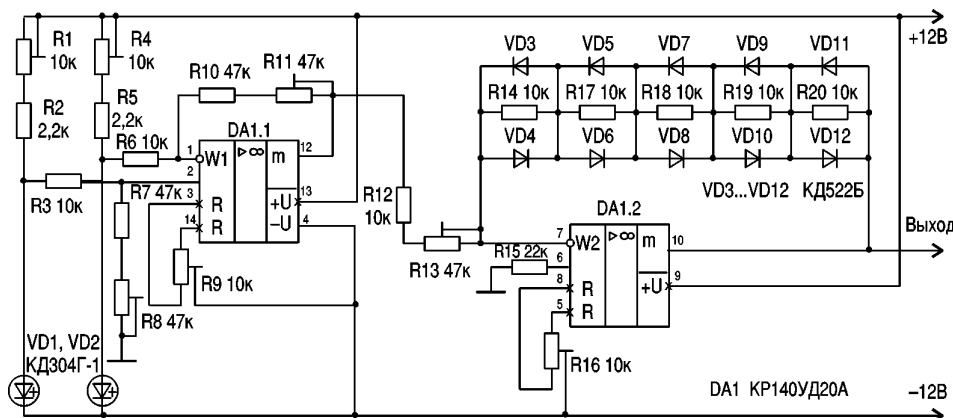 R1
10к
R4
10к
R2
2,2к
R5
2,2к
R6 10к
R10 47к
R11 47к
DA1.1
1
W1
▷∞
m
12
2
13
+U
3
R
–U
4
14
R
R3 10к
R7 47к
R9 10к
R8 47к
R12
10к
R13 47к
VD1, VD2
КД304Г-1
VD3
VD5
VD7
VD9
VD11
R14 10к
R17 10к
R18 10к
R19 10к
R20 10к
VD4
VD6
VD8
VD10
VD12
VD3...VD12 КД522Б
DA1.2
7
W2
▷∞
m
10
6
R15 22к
8
R
+U
9
5
R
R16 10к
+12В
Выход
DA1 КР140УД20А
–12В